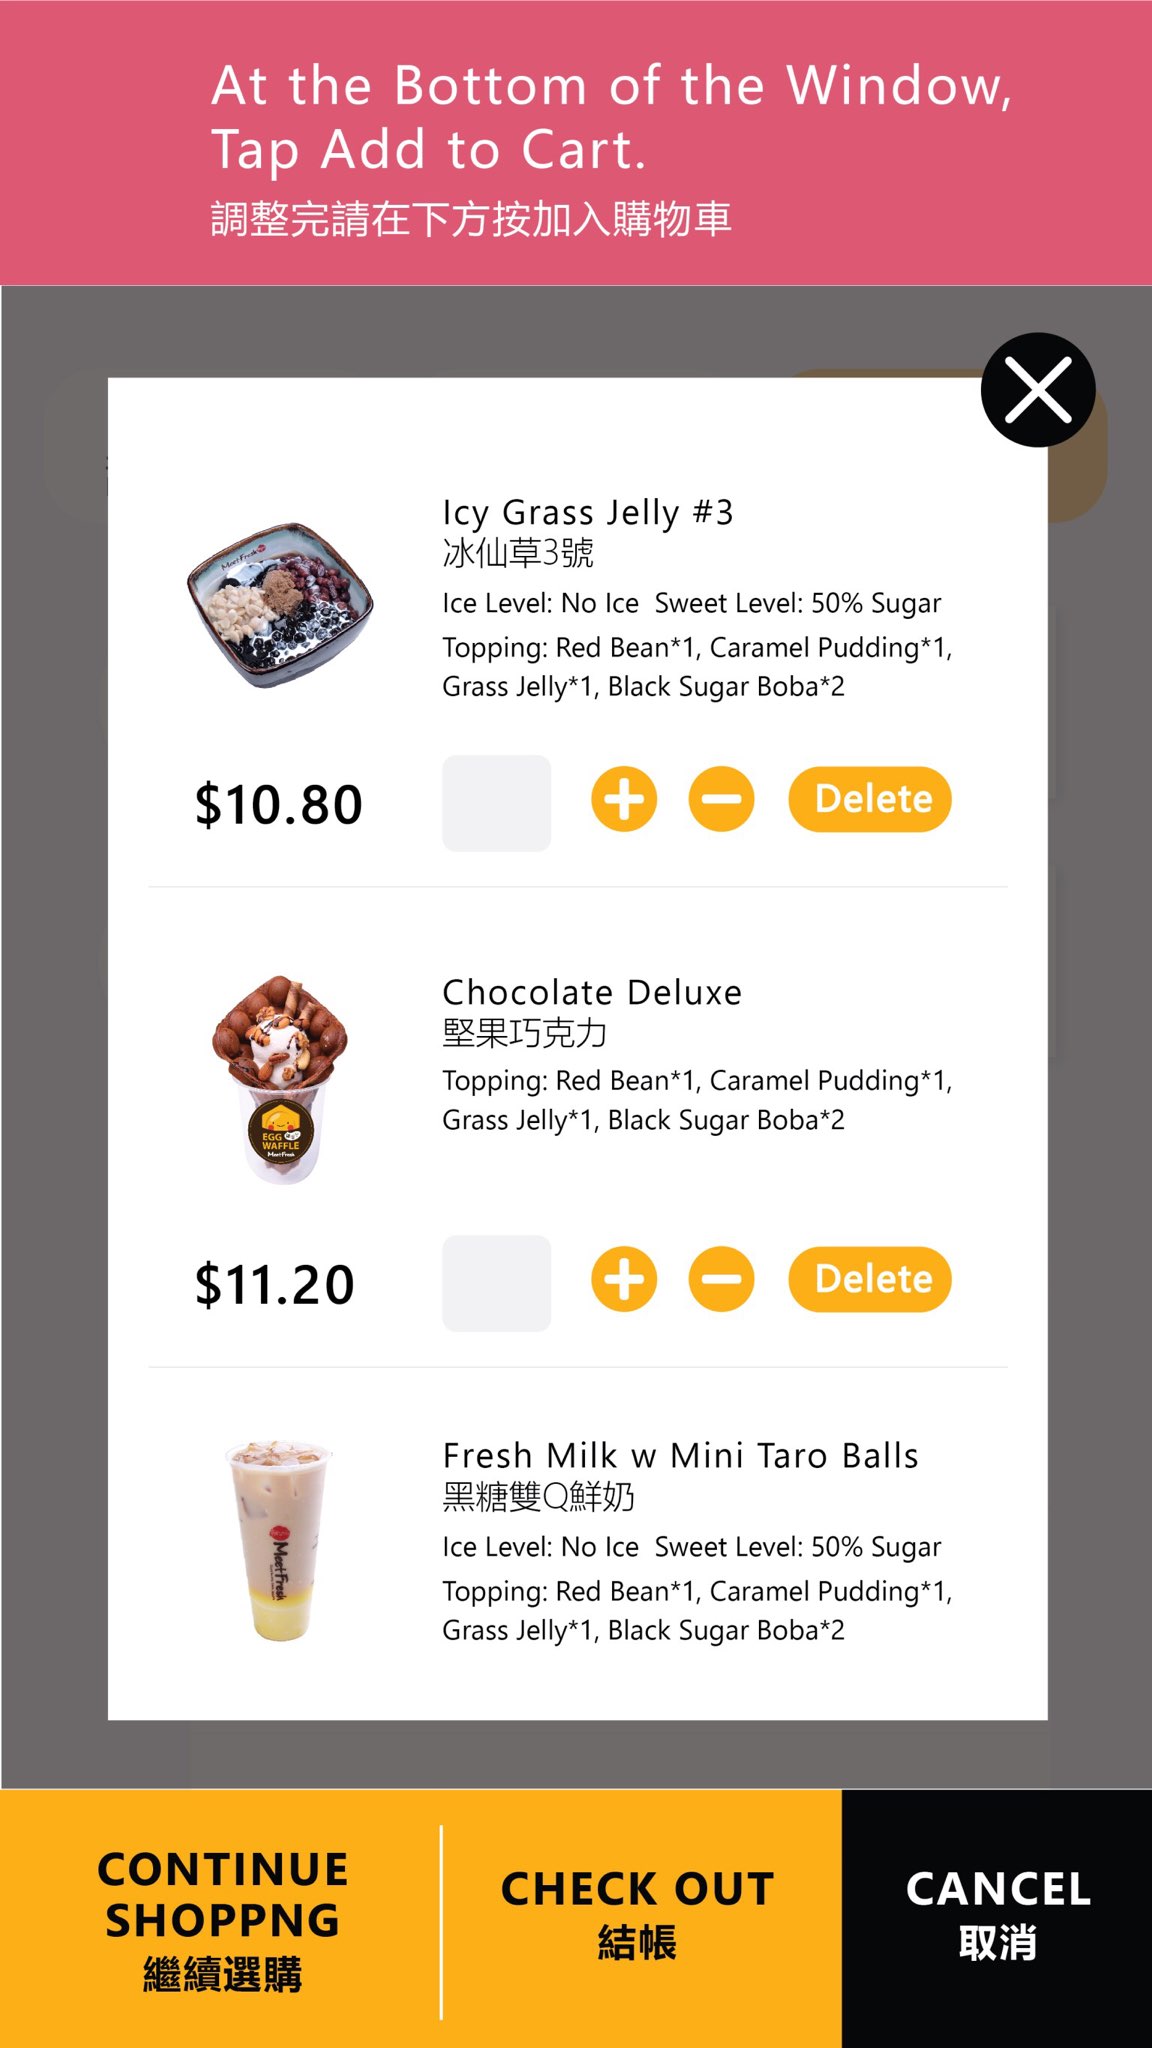 At the Bottom of the Window,
Tap Add to Cart.
調整完請在下方按加入購物車
Icy Grass Jelly #3
冰仙草3號
Ice Level: No Ice  Sweet Level: 50% Sugar
Topping: Red Bean*1, Caramel Pudding*1,
Grass Jelly*1, Black Sugar Boba*2
MeetFresh
$10.80
Delete
Chocolate Deluxe
堅果巧克力
Topping: Red Bean*1, Caramel Pudding*1,
Grass Jelly*1, Black Sugar Boba*2
EGG
WAFFLE
MeetFresh
$11.20
Delete
Fresh Milk w Mini Taro Balls
黑糖雙Q鮮奶
Ice Level: No Ice  Sweet Level: 50% Sugar
Topping: Red Bean*1, Caramel Pudding*1,
Grass Jelly*1, Black Sugar Boba*2
MeetFresh
CONTINUE
SHOPPNG
繼續選購
CHECK OUT
結帳
CANCEL
取消